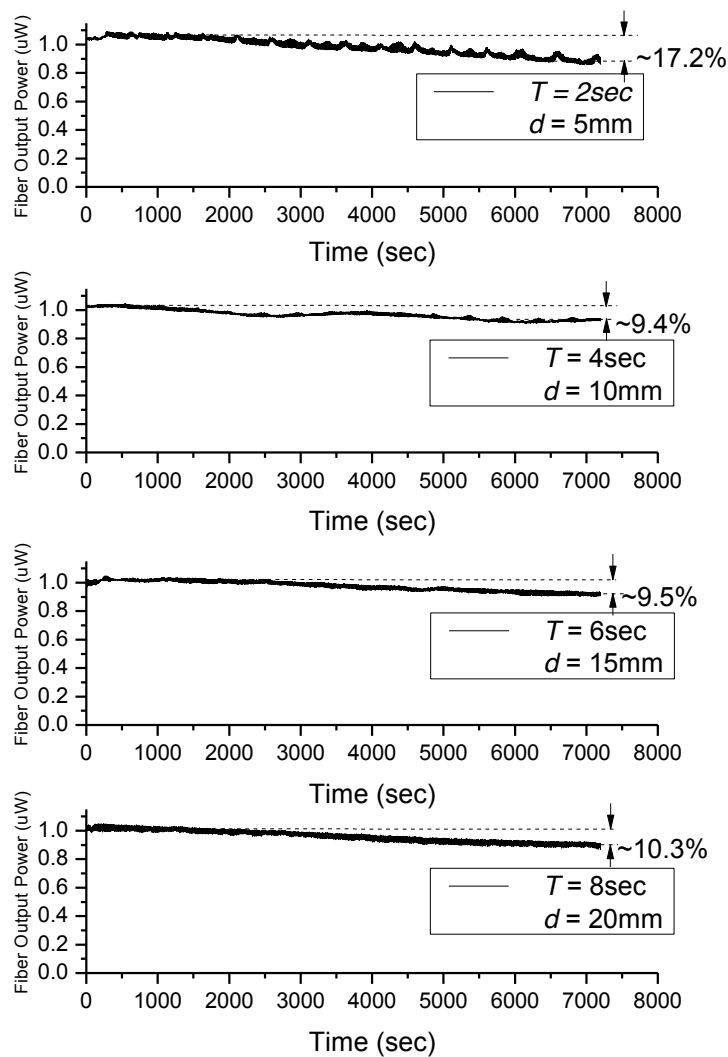 Fiber Output Power (uW)
1.0
0.8
0.6
0.4
0.2
0.0
~17.2%
T = 2sec
d = 5mm
0 1000 2000 3000 4000 5000 6000 7000 8000
Time (sec)
Fiber Output Power (uW)
1.0
0.8
0.6
0.4
0.2
0.0
~9.4%
T = 4sec
d = 10mm
0 1000 2000 3000 4000 5000 6000 7000 8000
Time (sec)
Fiber Output Power (uW)
1.0
0.8
0.6
0.4
0.2
0.0
~9.5%
T = 6sec
d = 15mm
0 1000 2000 3000 4000 5000 6000 7000 8000
Time (sec)
Fiber Output Power (uW)
1.0
0.8
0.6
0.4
0.2
0.0
~10.3%
T = 8sec
d = 20mm
0 1000 2000 3000 4000 5000 6000 7000 8000
Time (sec)